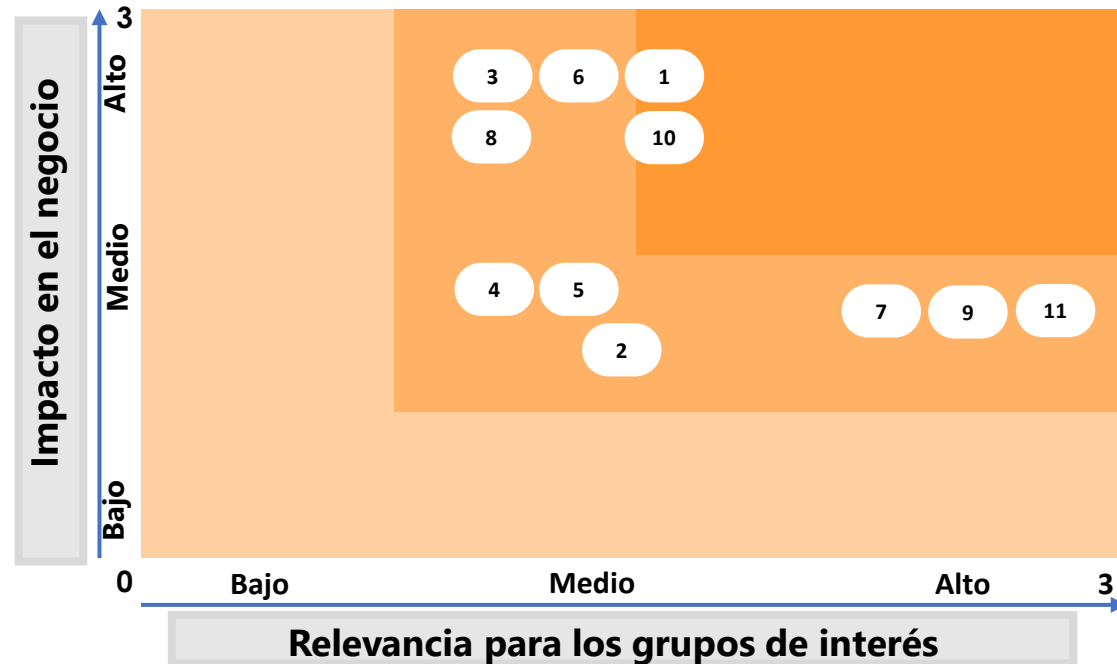 Impacto en el negocio
3
Alto
Medio
Bajo
0
3 6 1
8 10
4 5
7 9 11
2
Bajo Medio Alto 3
Relevancia para los grupos de interés